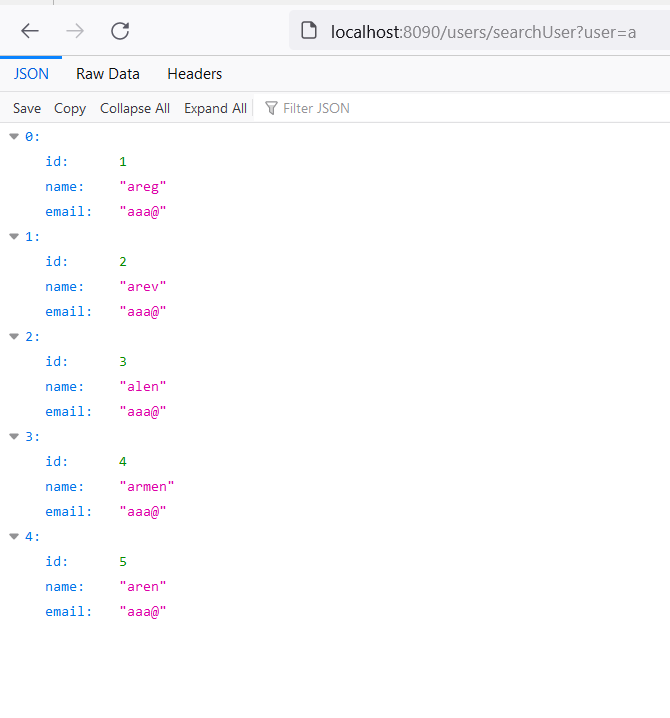 localhost:8090/users/searchUser?user=a
JSON Raw Data Headers
Save Copy Collapse All Expand All Filter JSON
0:
id: 1
name: "areg"
email: "aaa@"
1:
id: 2
name: "arev"
email: "aaa@"
2:
id: 3
name: "alen"
email: "aaa@"
3:
id: 4
name: "armen"
email: "aaa@"
4:
id: 5
name: "aren"
email: "aaa@"